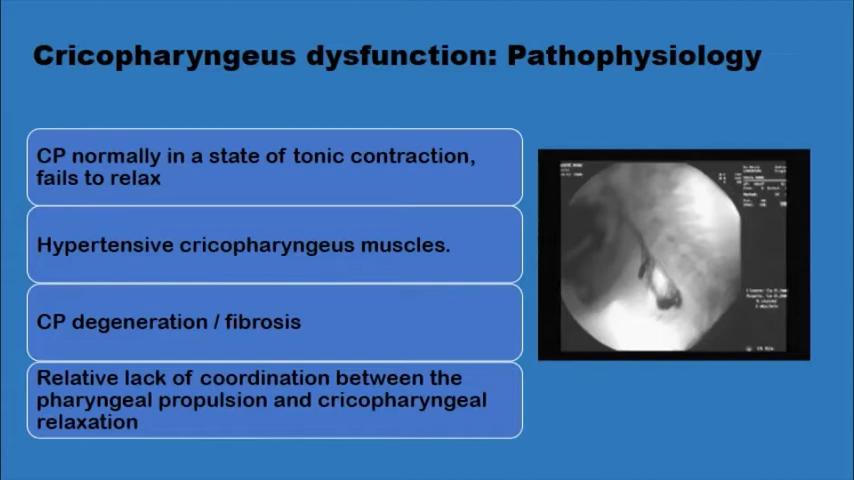 Cricopharyngeus dysfunction: Pathophysiology
CP normally in a state of tonic contraction,
fails to relax
Hypertensive cricopharyngeus muscles.
CP degeneration / fibrosis
Relative lack of coordination between the
pharyngeal propulsion and cricopharyngeal
relaxation